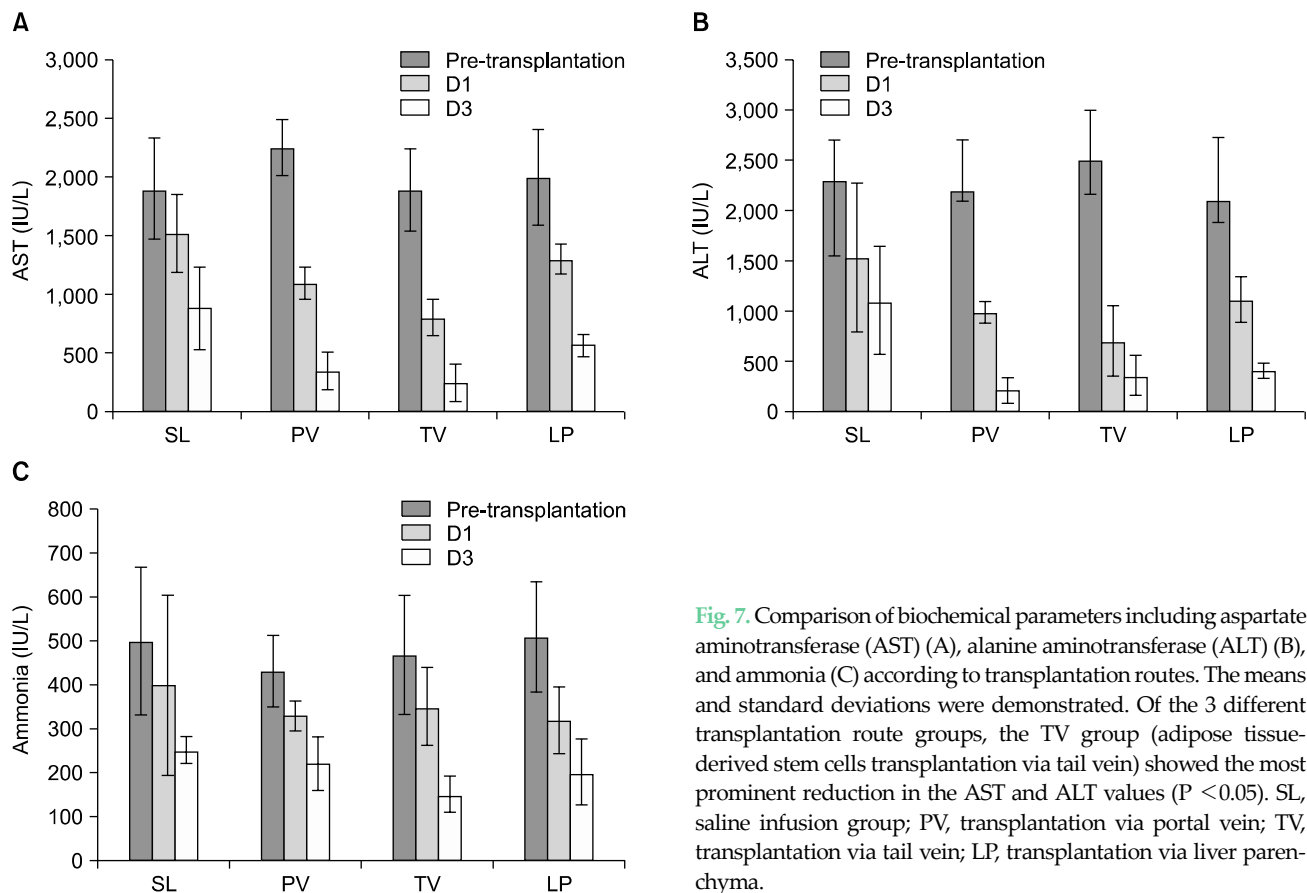 A
3,000
2,500
2,000
1,500
1,000
500
0
AST (IU/L)
Pre-transplantation
D1
D3
SL PV TV LP
B
3,500
3,000
2,500
2,000
1,500
1,000
500
0
ALT (IU/L)
Pre-transplantation
D1
D3
SL PV TV LP
C
800
700
600
500
400
300
200
100
0
Ammonia (IU/L)
Pre-transplantation
D1
D3
SL PV TV LP
Fig. 7. Comparison of biochemical parameters including aspartate
aminotransferase (AST) (A), alanine aminotransferase (ALT) (B),
and ammonia (C) according to transplantation routes. The means
and standard deviations were demonstrated. Of the 3 different
transplantation route groups, the TV group (adipose tissue-
derived stem cells transplantation via tail vein) showed the most
prominent reduction in the AST and ALT values (P <0.05). SL,
saline infusion group; PV, transplantation via portal vein; TV,
transplantation via tail vein; LP, transplantation via liver paren-
chyma.